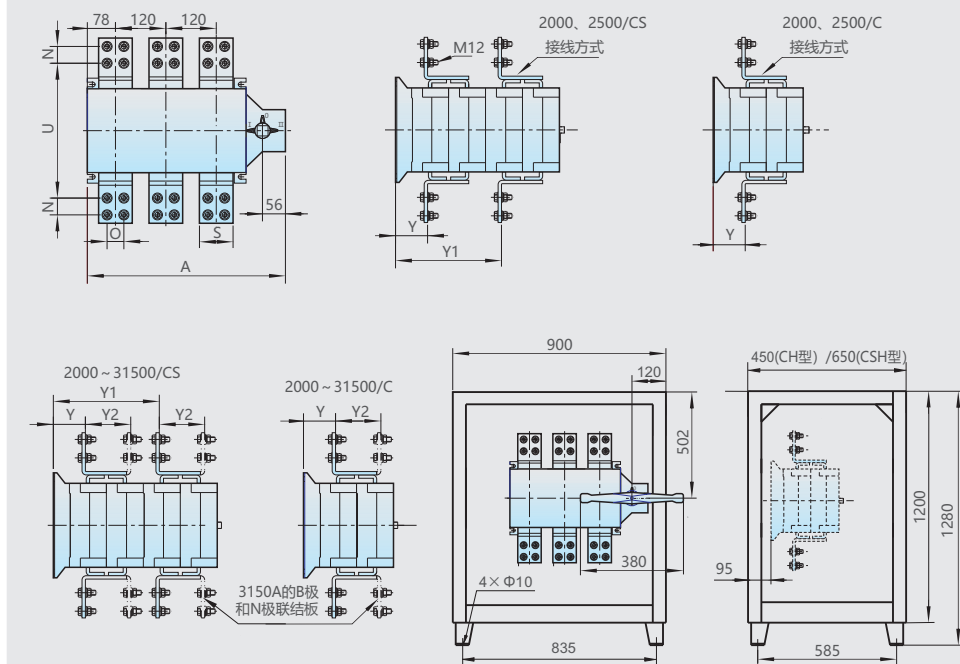 78
120
120
N
U
N
O
S
56
A
I
O
II
2000、2500/CS
接线方式
M12
Y
Y1
2000、2500/C
接线方式
Y
2000~31500/CS
Y1
Y
Y2
Y2
2000~31500/C
Y
Y2
3150A的B极
和N极联结板
900
120
502
380
4×Φ10
835
450(CH型）/650(CSH型)
95
1200
1280
585